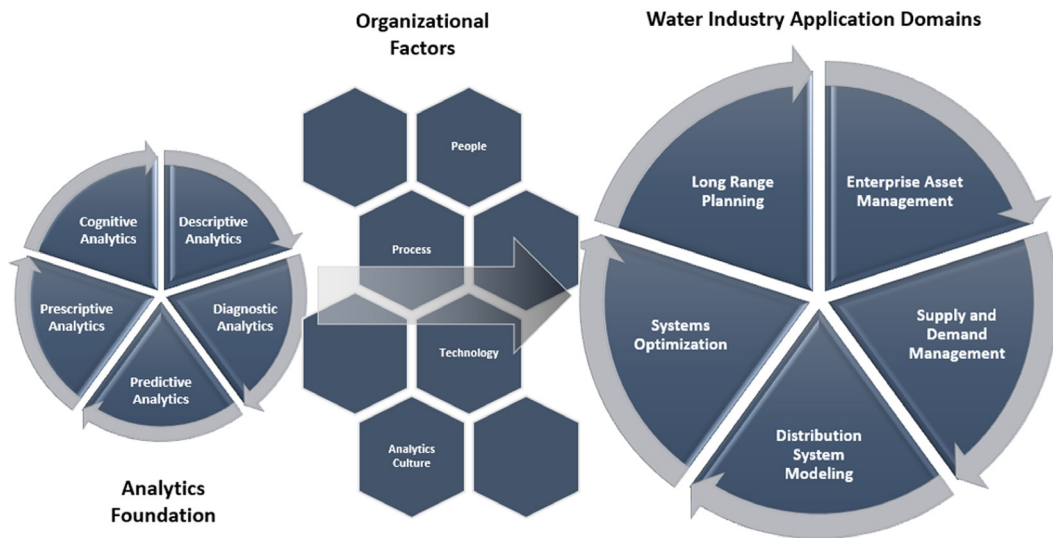 Organizational
Factors
Water Industry Application Domains
Cognitive
Analytics
Descriptive
Analytics
Prescriptive
Analytics
Diagnostic
Analytics
Predictive
Analytics
Analytics
Foundation
People
Process
Technology
Analytics
Culture
Long Range
Planning
Enterprise Asset
Management
Systems
Optimization
Supply and
Demand
Management
Distribution
System
Modeling